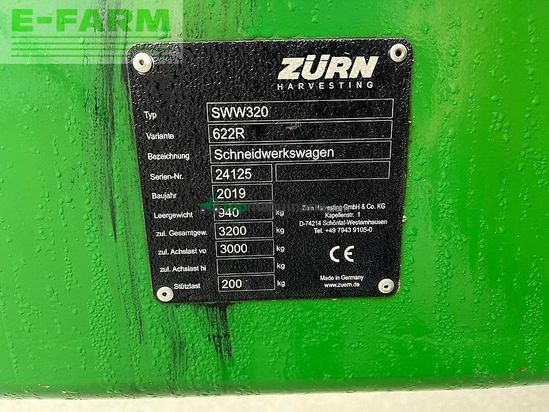 E-FARM
ZÜRN
HARVESTING
Typ SWW320
Variante 622R
Bezeichnung Schneidwerkswagen
Serien-Nr. 24125
Baujahr 2019
Leergewicht 940 kg
zul. Gesamtgew. 3200 kg
zul. Achslast vo 3000 kg
zul. Achslast hi kg
Stützlast 200 kg
Zürn Harvesting GmbH & Co. KG
Kapellenstr. 1
D-74214 Schöntal-Westernhausen
Tel. +49 7943 9105-0
CE
Made in Germany
www.zuern.de